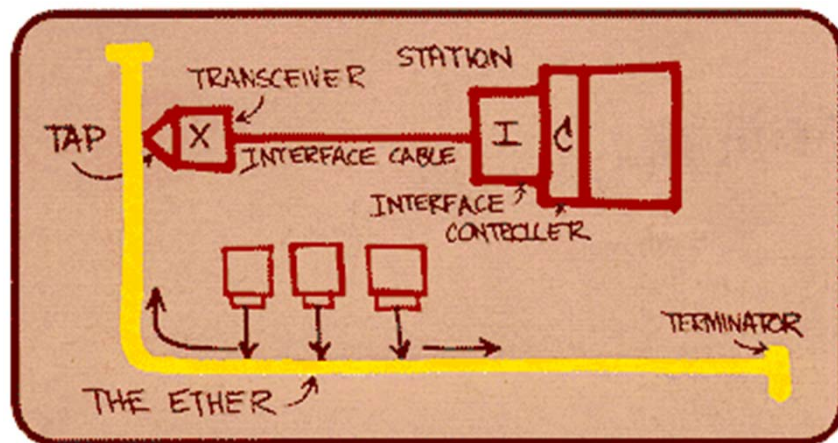 STATION
TRANSCEIVER
TAP
X
I
C
INTERFACE CABLE
INTERFACE
CONTROLLER
TERMINATOR
THE ETHER